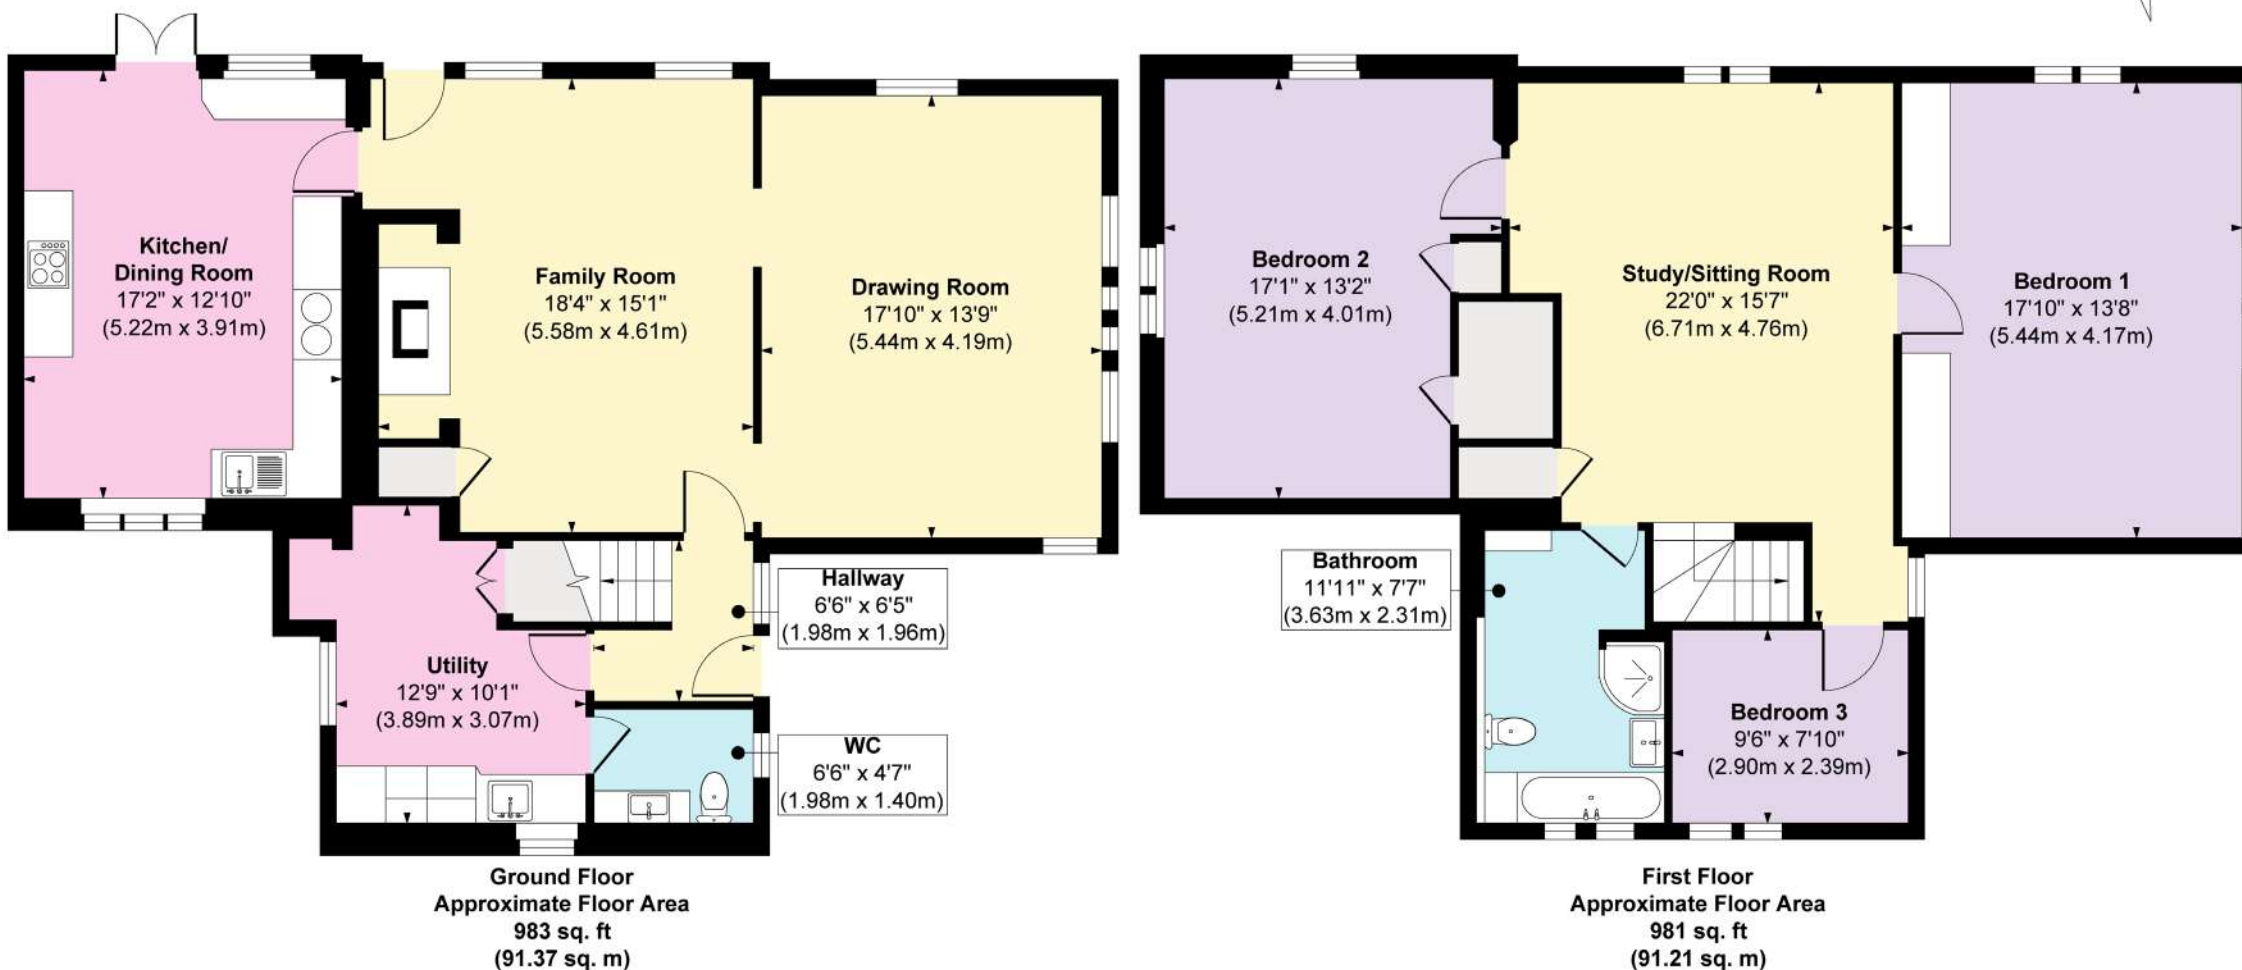 Kitchen/
Dining Room
17'2" x 12'10"
(5.22m x 3.91m)
Family Room
18'4" x 15'1"
(5.58m x 4.61m)
Drawing Room
17'10" x 13'9"
(5.44m x 4.19m)
Utility
12'9" x 10'1"
(3.89m x 3.07m)
Hallway
6'6" x 6'5"
(1.98m x 1.96m)
WC
6'6" x 4'7"
(1.98m x 1.40m)
Ground Floor
Approximate Floor Area
983 sq. ft
(91.37 sq. m)
Bedroom 2
17'1" x 13'2"
(5.21m x 4.01m)
Study/Sitting Room
22'0" x 15'7"
(6.71m x 4.76m)
Bedroom 1
17'10" x 13'8"
(5.44m x 4.17m)
Bathroom
11'11" x 7'7"
(3.63m x 2.31m)
Bedroom 3
9'6" x 7'10"
(2.90m x 2.39m)
First Floor
Approximate Floor Area
981 sq. ft
(91.21 sq. m)